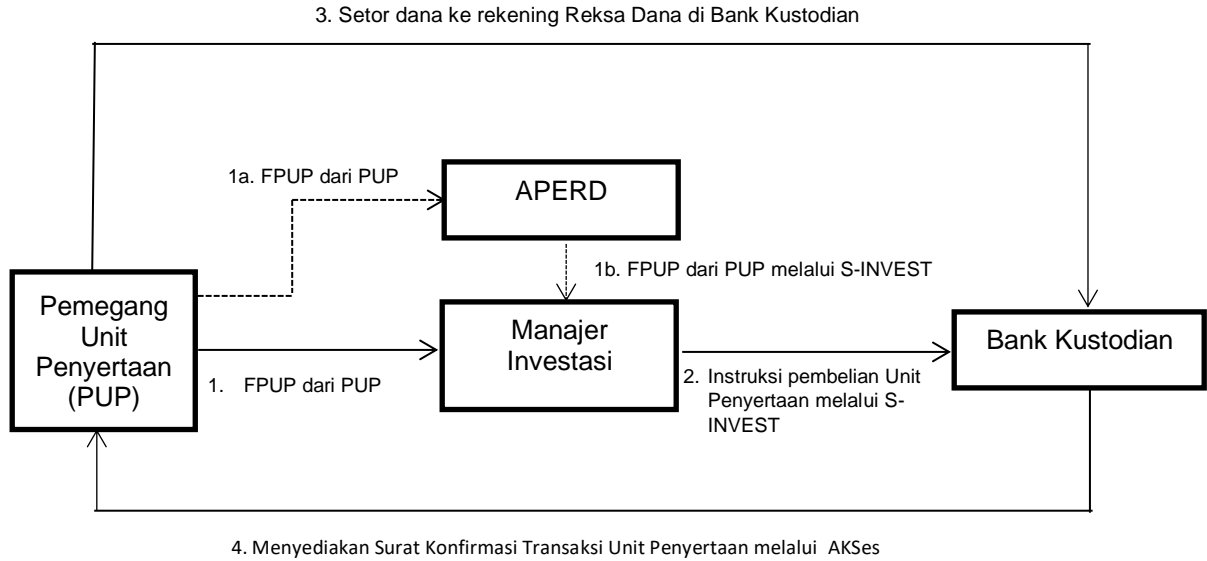 3. Setor dana ke rekening Reksa Dana di Bank Kustodian
1a. FPUP dari PUP
APERD
1b. FPUP dari PUP melalui S-INVEST
Pemegang
Unit
Penyertaan
(PUP)
Manajer
Investasi
Bank Kustodian
1. FPUP dari PUP
2. Instruksi pembelian Unit
Penyertaan melalui S-
INVEST
4. Menyediakan Surat Konfirmasi Transaksi Unit Penyertaan melalui AKSes